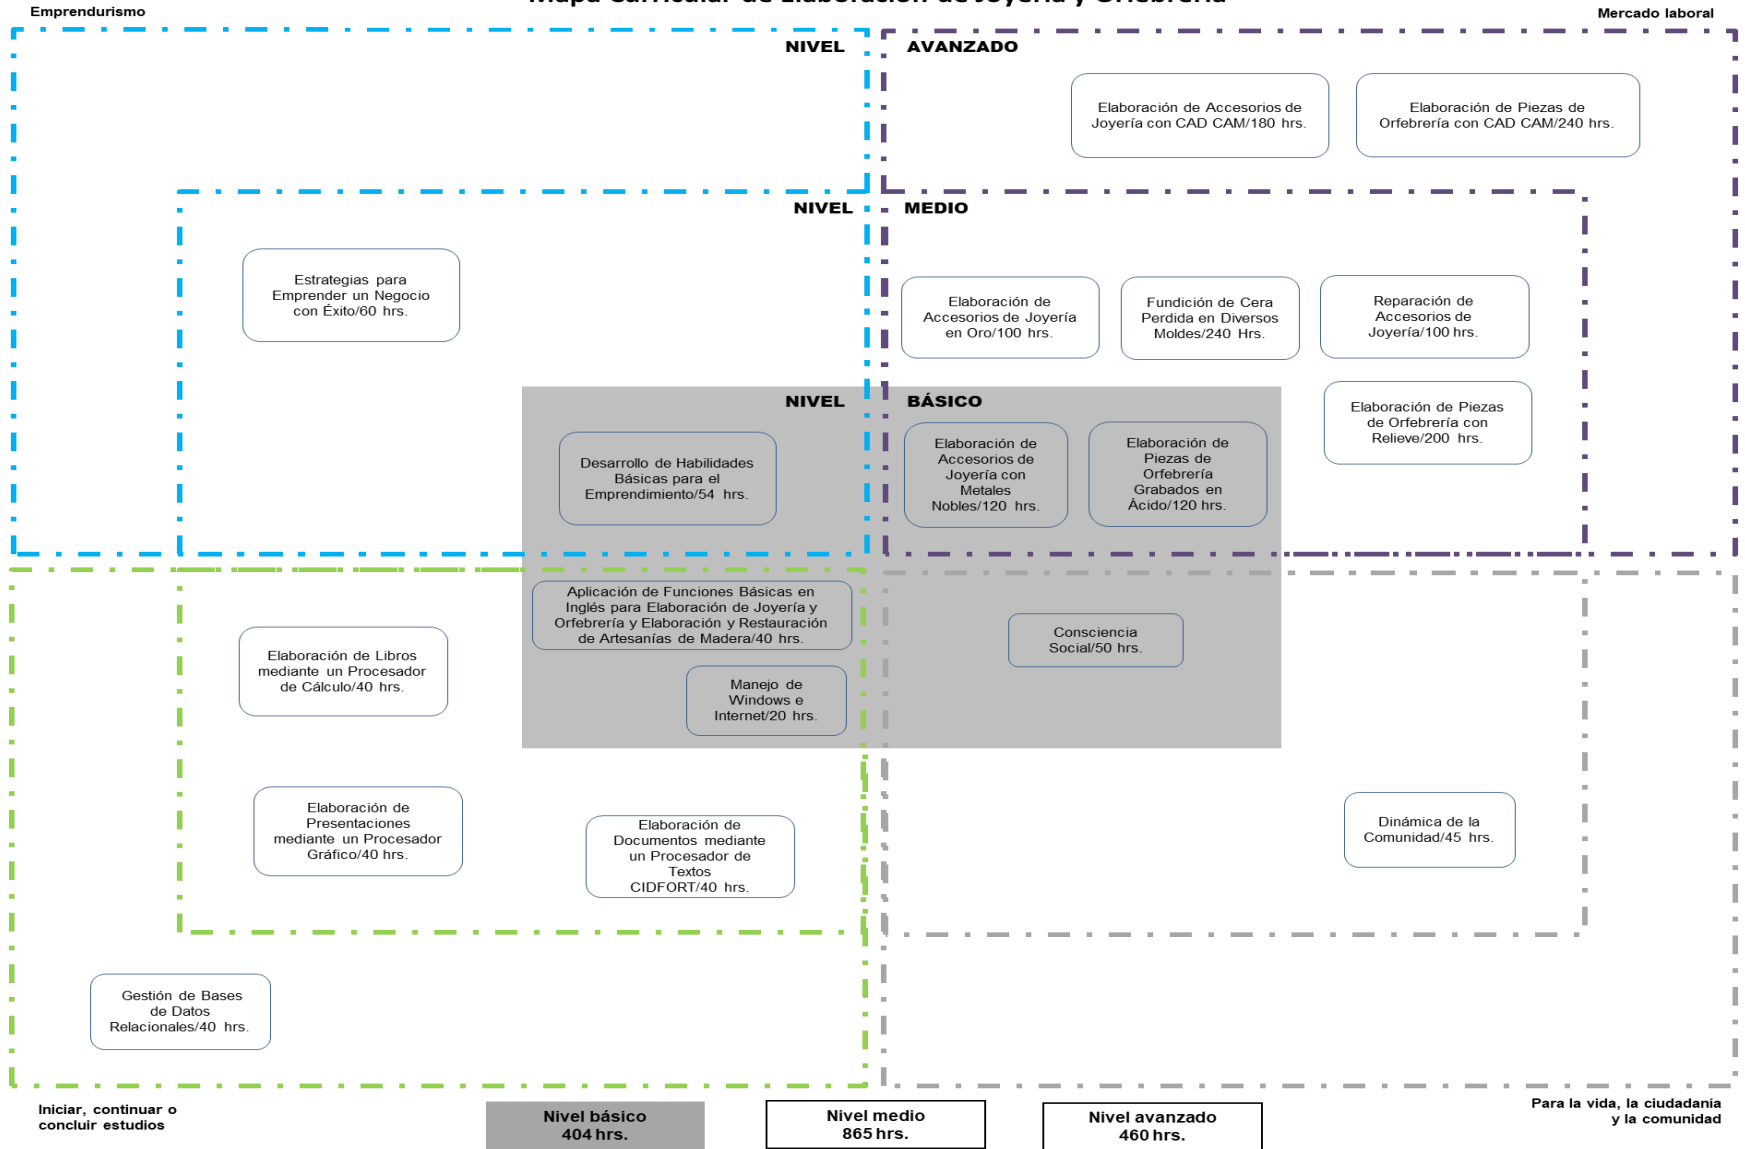 Mapa Curricular de Elaboración de Joyería y Orfebrería
Emprendurismo
Mercado laboral
NIVEL AVANZADO
Elaboración de Accesorios de
Joyería con CAD CAM/180 hrs.
Elaboración de Piezas de
Orfebrería con CAD CAM/240 hrs.
NIVEL MEDIO
Estrategias para
Emprender un Negocio
con Éxito/60 hrs.
Elaboración de
Accesorios de Joyería
en Oro/100 hrs.
Fundición de Cera
Perdida en Diversos
Moldes/240 Hrs.
Reparación de
Accesorios de
Joyería/100 hrs.
Elaboración de Piezas
de Orfebrería con
Relieve/200 hrs.
NIVEL BÁSICO
Desarrollo de Habilidades
Básicas para el
Emprendimiento/54 hrs.
Elaboración de
Accesorios de
Joyería con
Metales
Nobles/120 hrs.
Elaboración de
Piezas de
Orfebrería
Grabados en
Ácido/120 hrs.
Aplicación de Funciones Básicas en
Inglés para Elaboración de Joyería y
Orfebrería y Elaboración y Restauración
de Artesanías de Madera/40 hrs.
Consciencia
Social/50 hrs.
Elaboración de Libros
mediante un Procesador
de Cálculo/40 hrs.
Manejo de
Windows e
Internet/20 hrs.
Elaboración de
Presentaciones
mediante un Procesador
Gráfico/40 hrs.
Elaboración de
Documentos mediante
un Procesador de
Textos
CIDFORT/40 hrs.
Dinámica de la
Comunidad/45 hrs.
Gestión de Bases
de Datos
Relacionales/40 hrs.
Iniciar, continuar o
concluir estudios
Nivel básico
404 hrs.
Nivel medio
865 hrs.
Nivel avanzado
460 hrs.
Para la vida, la ciudadanía
y la comunidad